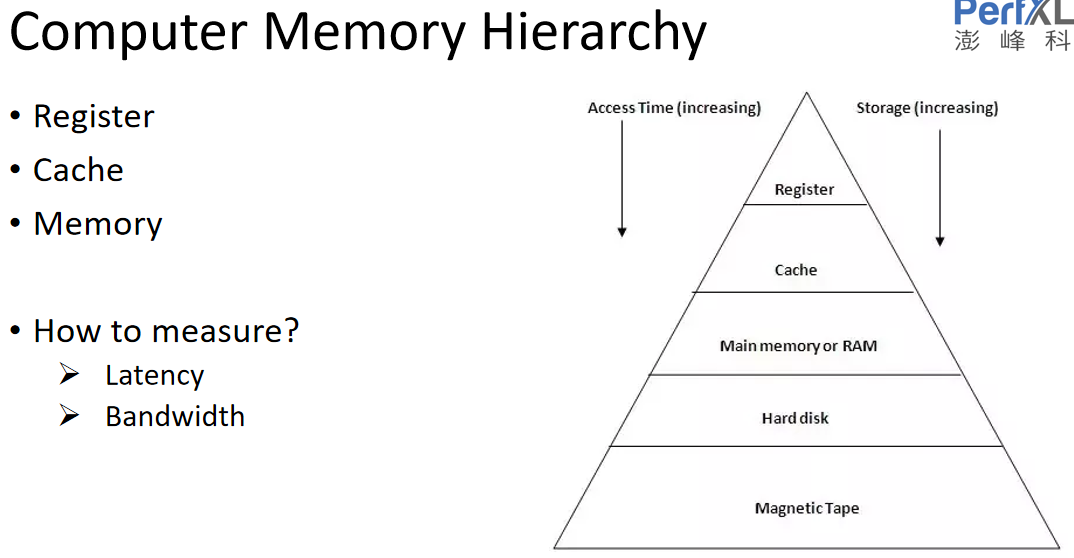 Computer Memory Hierarchy
PerfXL
澎 峰 科
• Register
• Cache
• Memory
• How to measure?
➢ Latency
➢ Bandwidth
Access Time (increasing)
Storage (increasing)
Register
Cache
Main memory or RAM
Hard disk
Magnetic Tape